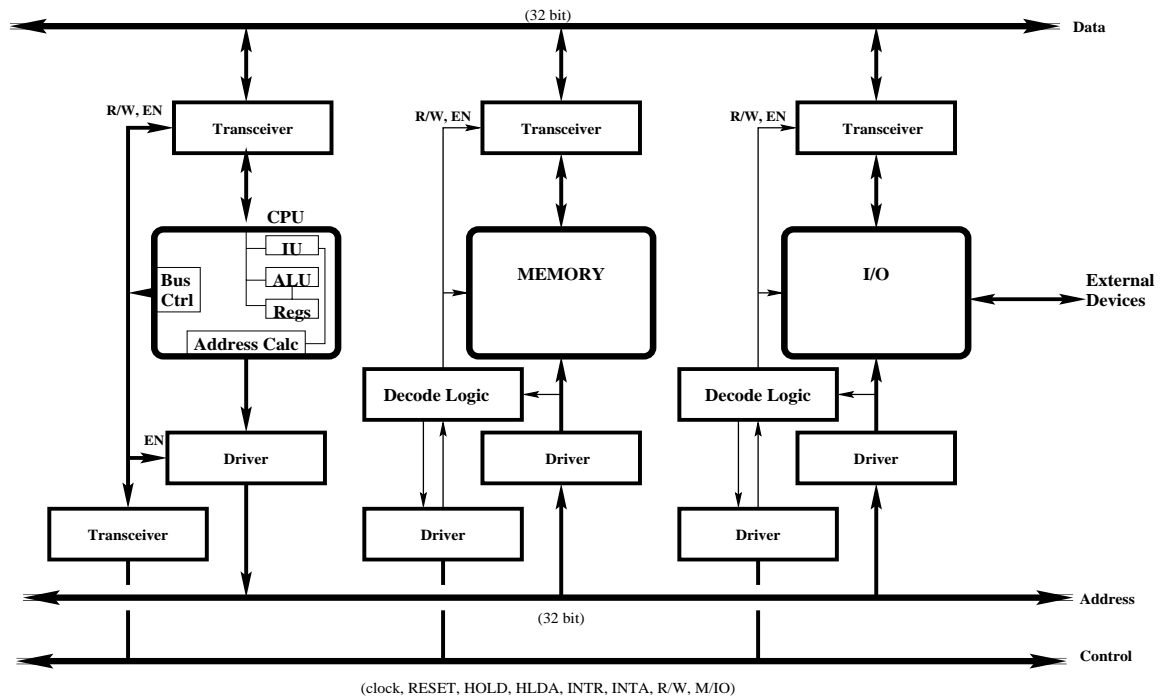 (32 bit)
Data
R/W, EN
R/W, EN
R/W, EN
Transceiver
Transceiver
Transceiver
CPU
IU
ALU
Regs
Bus
Ctrl
Address Calc
MEMORY
I/O
External
Devices
Decode Logic
Decode Logic
EN
Driver
Driver
Driver
Transceiver
Driver
Driver
Address
(32 bit)
Control
(clock, RESET, HOLD, HLDA, INTR, INTA, R/W, M/IO)